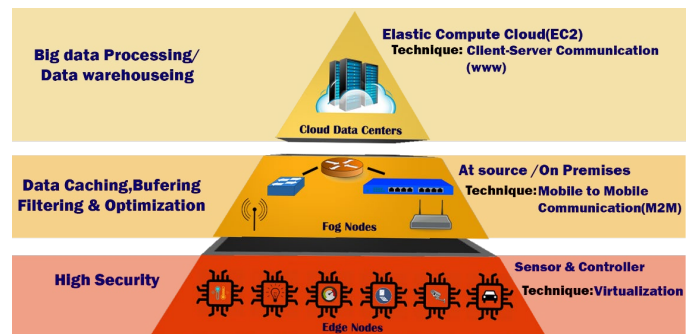 Big data Processing/
Data warehouseing
Elastic Compute Cloud(EC2)
Technique: Client-Server Communication
(www)
Cloud Data Centers
Data Caching,Bufering
Filtering & Optimization
At source /On Premises
Technique:Mobile to Mobile
Communication(M2M)
Fog Nodes
High Security
Sensor & Controller
Technique:Virtualization
Edge Nodes